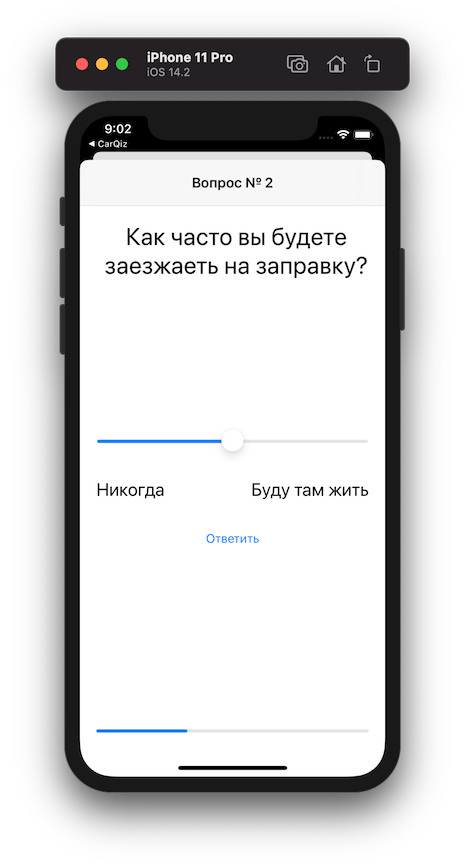 iPhone 11 Pro
iOS 14.2
9:02
◀ CarQiz
Вопрос № 2
Как часто вы будете
заезжаеть на заправку?
Никогда
Буду там жить
Ответить